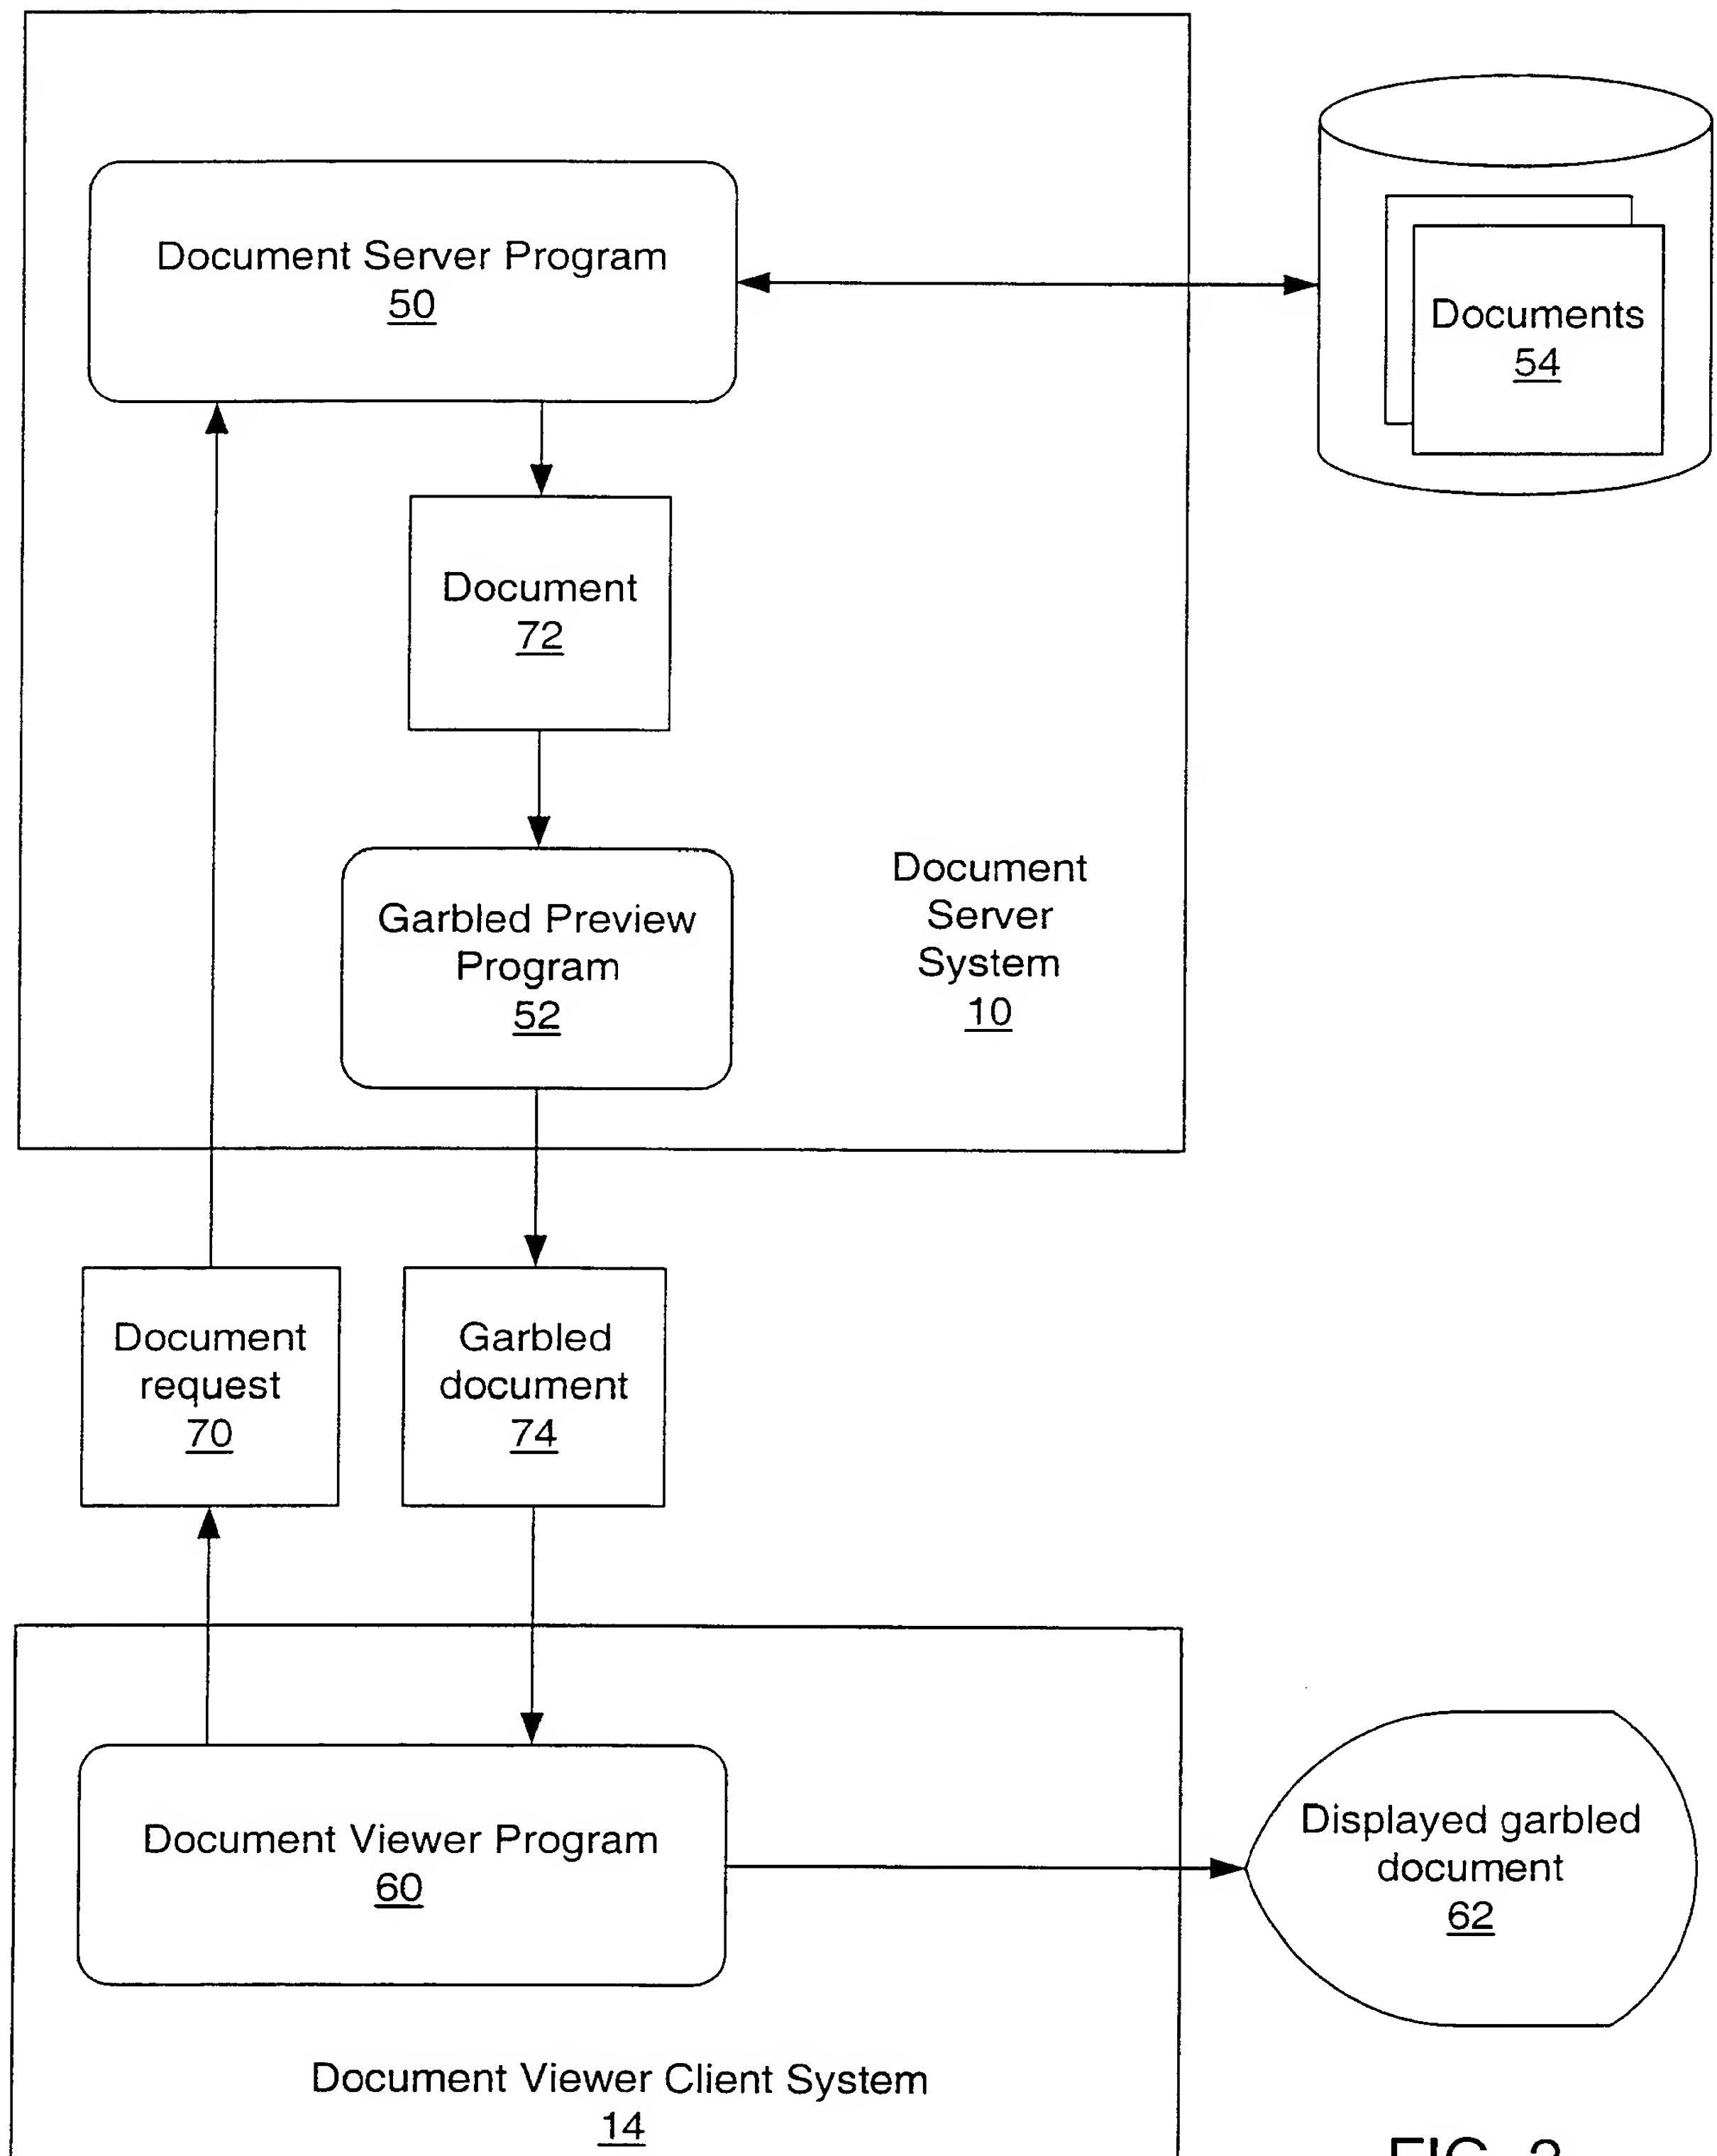 Document Server Program
50
Documents
54
Document
72
Garbled Preview
Program
52
Document
Server
System
10
Document
request
70
Garbled
document
74
Document Viewer Program
60
Displayed garbled
document
62
Document Viewer Client System
14